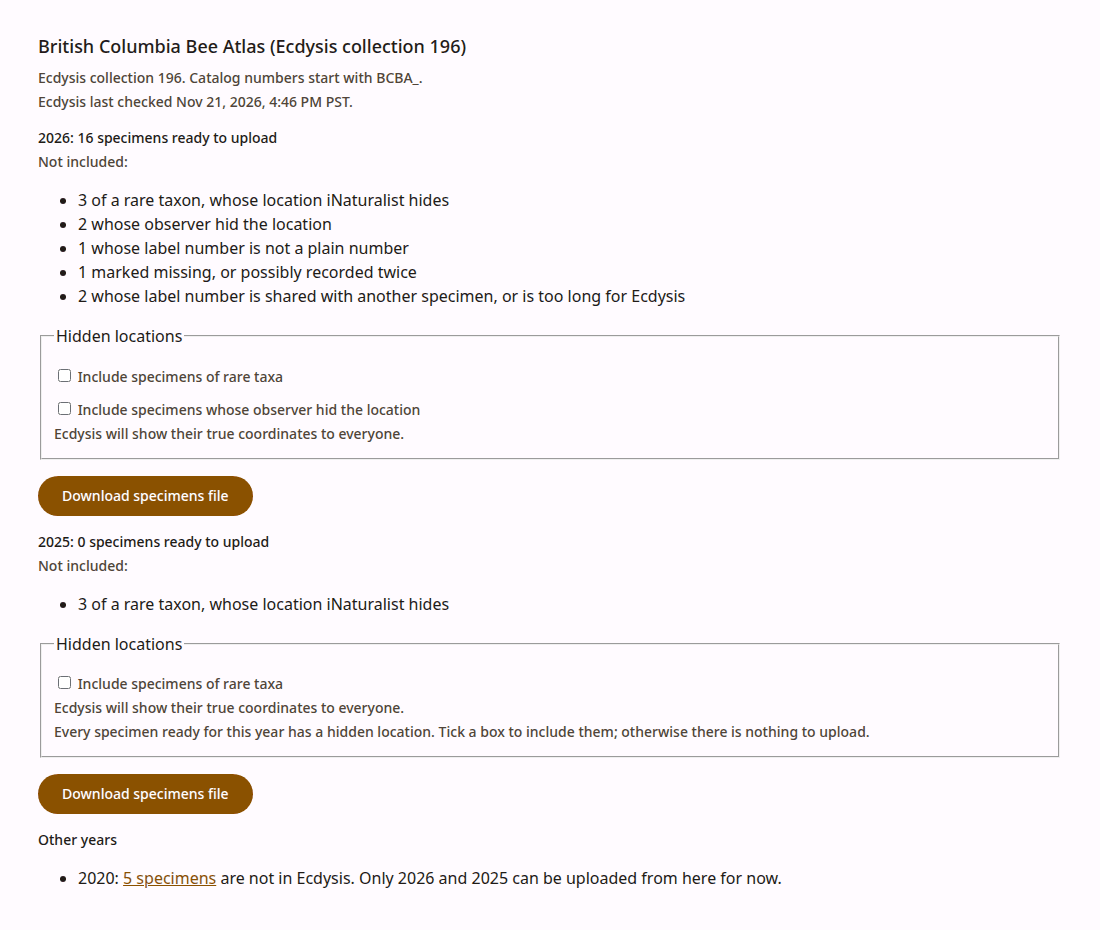 British Columbia Bee Atlas (Ecdysis collection 196)
Ecdysis collection 196. Catalog numbers start with BCBA_.
Ecdysis last checked Nov 21, 2026, 4:46 PM PST.
2026: 16 specimens ready to upload
Not included:
3 of a rare taxon, whose location iNaturalist hides
2 whose observer hid the location
1 whose label number is not a plain number
1 marked missing, or possibly recorded twice
2 whose label number is shared with another specimen, or is too long for Ecdysis
Hidden locations
Include specimens of rare taxa
Include specimens whose observer hid the location
Ecdysis will show their true coordinates to everyone.
Download specimens file
2025: 0 specimens ready to upload
Not included:
3 of a rare taxon, whose location iNaturalist hides
Hidden locations
Include specimens of rare taxa
Ecdysis will show their true coordinates to everyone.
Every specimen ready for this year has a hidden location. Tick a box to include them; otherwise there is nothing to upload.
Download specimens file
Other years
2020: 5 specimens are not in Ecdysis. Only 2026 and 2025 can be uploaded from here for now.